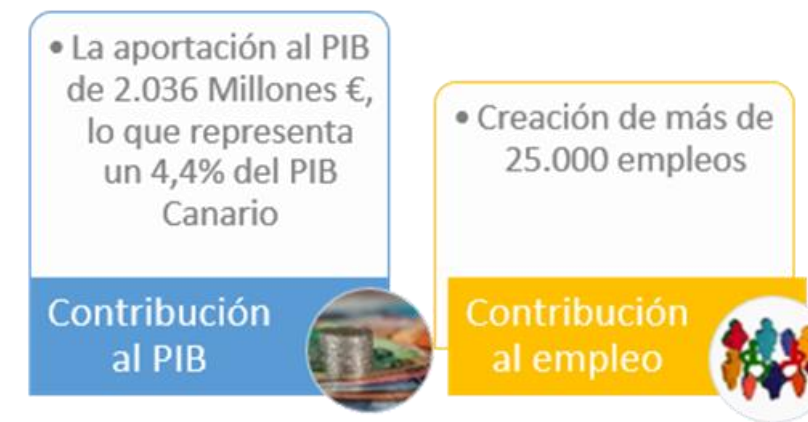 • La aportación al PIB
de 2.036 Millones €,
lo que representa
un 4,4% del PIB
Canario
Contribución
al PIB
• Creación de más de
25.000 empleos
Contribución
al empleo